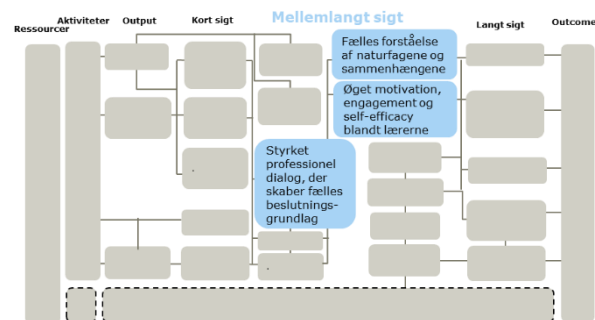 Ressourcer
Aktiviteter
Output
Kort sigt
Mellemlangt sigt
Langt sigt
Outcome
Fælles forståelse
af naturfagene og
sammenhængene
Øget motivation,
engagement og
self-efficacy
blandt lærerne
Styrket
professionel
dialog, der
skaber fælles
beslutnings-
grundlag